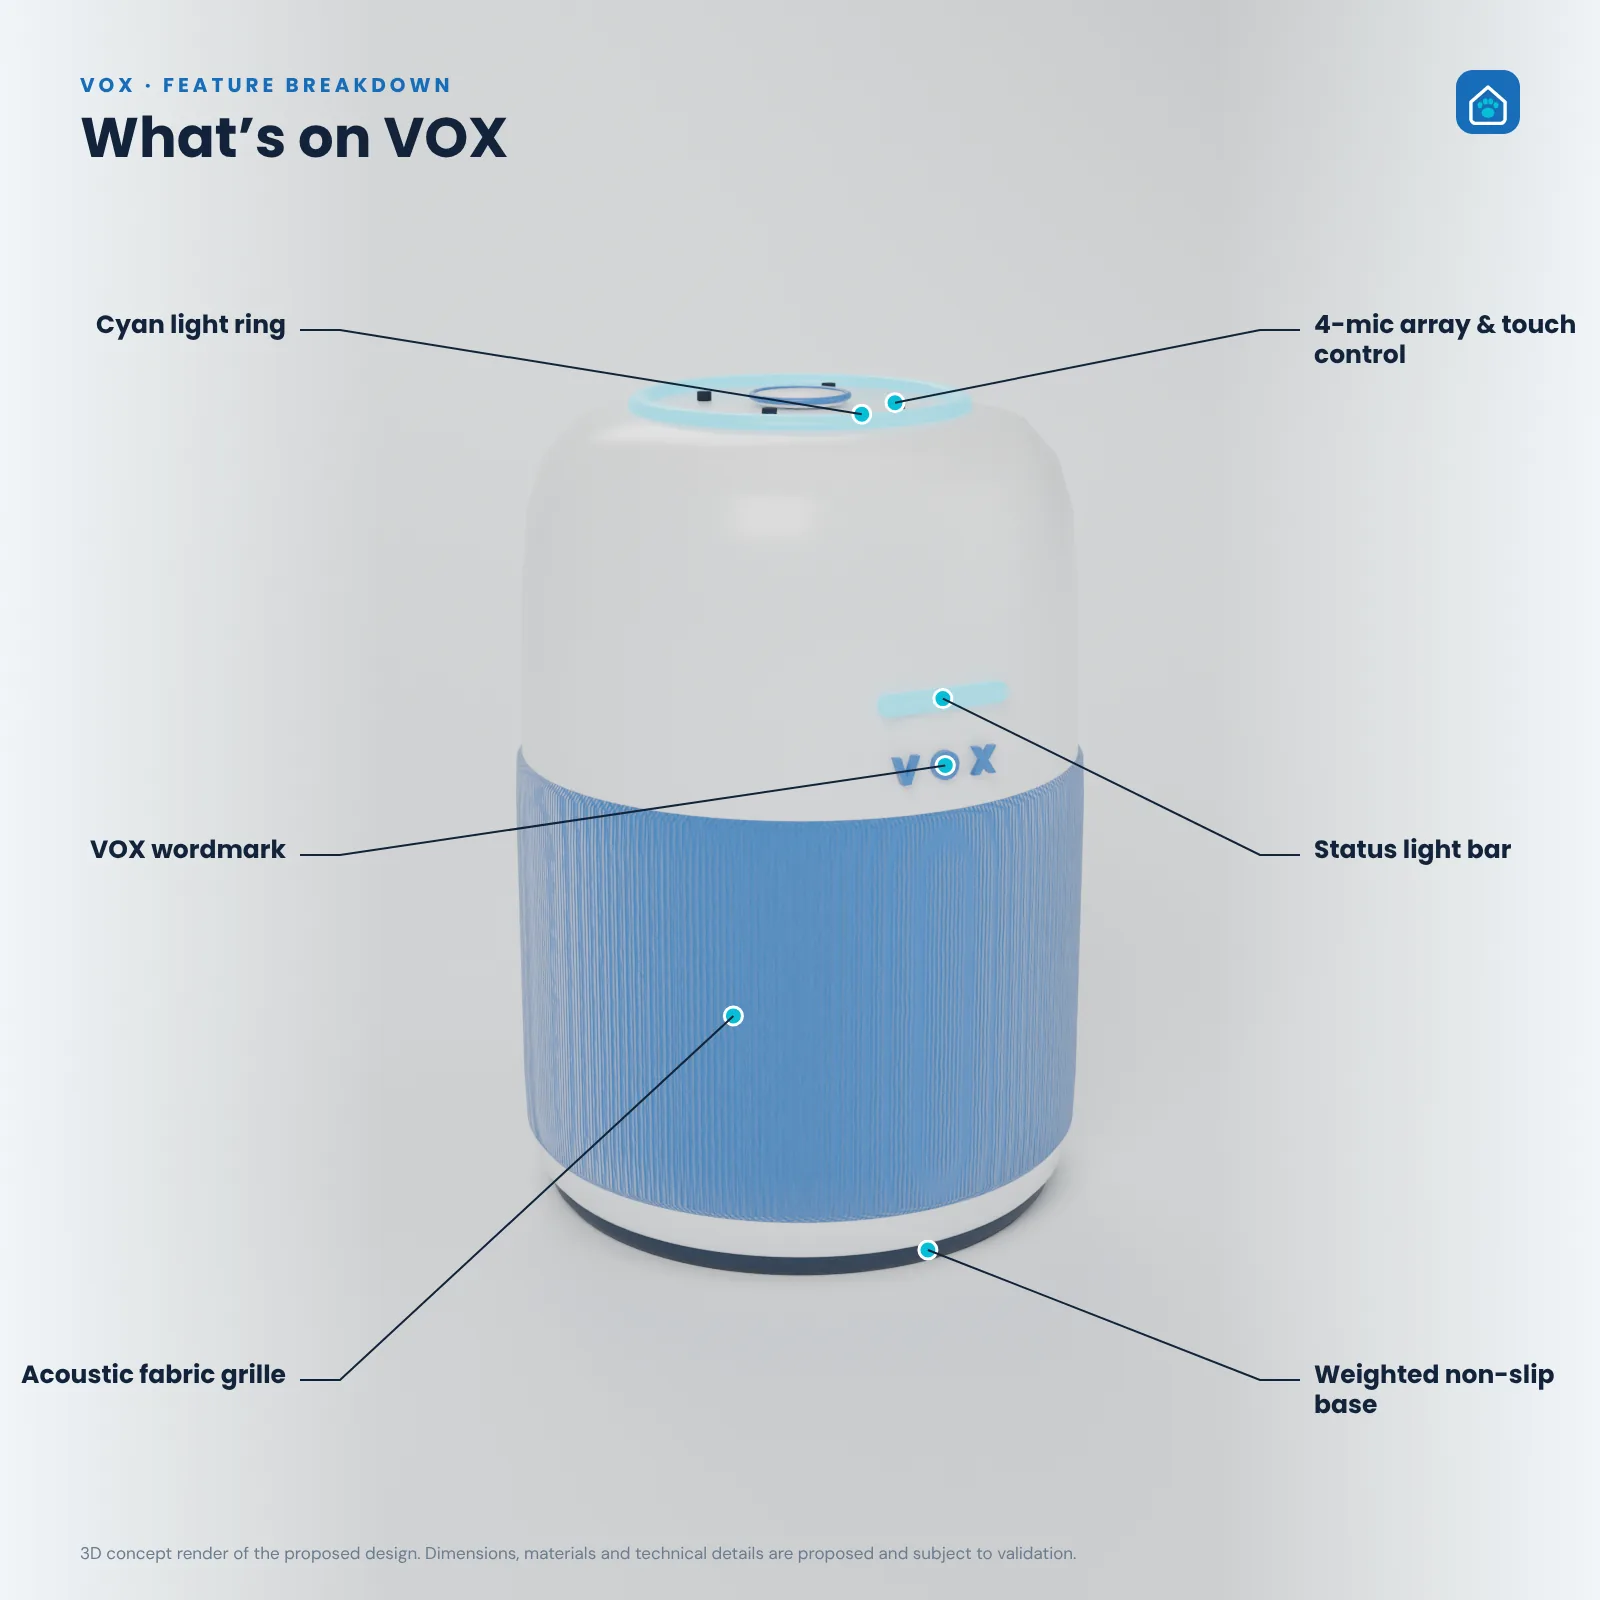 VOX · FEATURE BREAKDOWN
What’s on VOX
Cyan light ring
4-mic array & touch
control
VOX
VOX wordmark
Status light bar
Acoustic fabric grille
Weighted non-slip
base
3D concept render of the proposed design. Dimensions, materials and technical details are proposed and subject to validation.